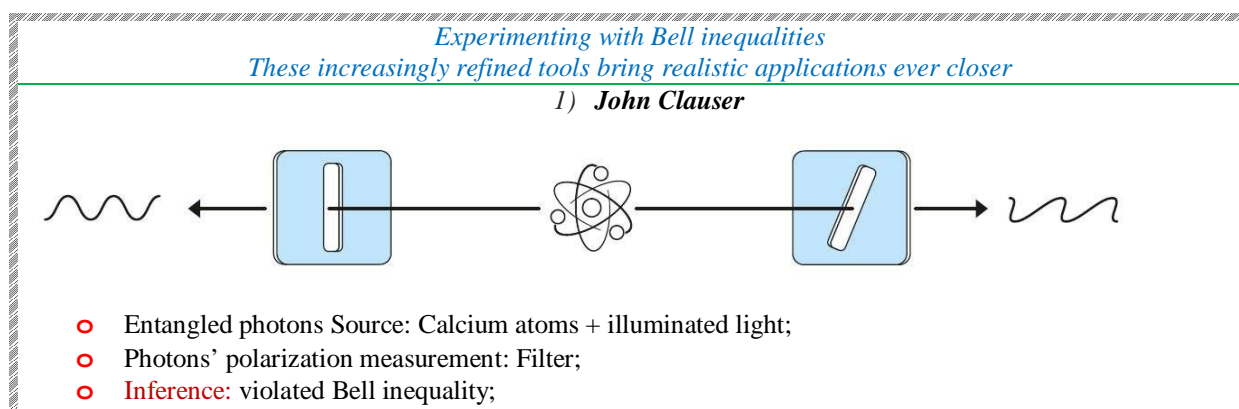 Experimenting with Bell inequalities
These increasingly refined tools bring realistic applications ever closer
1) John Clauser
o Entangled photons Source: Calcium atoms + illuminated light;
o Photons’ polarization measurement: Filter;
o Inference: violated Bell inequality;